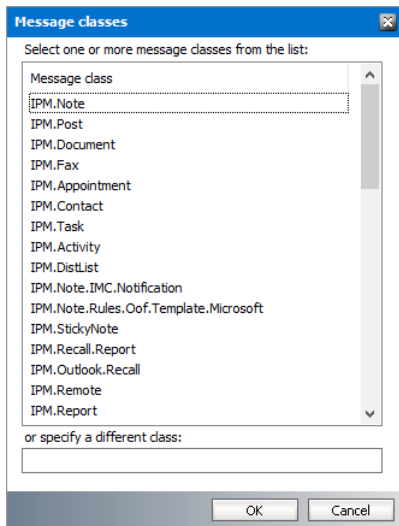 Message classes
Select one or more message classes from the list:
Message class
IPM.Note
IPM.Post
IPM.Document
IPM.Fax
IPM.Appointment
IPM.Contact
IPM.Task
IPM.Activity
IPM.DistList
IPM.Note.IMC.Notification
IPM.Note.Rules.Oof.Template.Microsoft
IPM.StickyNote
IPM.Recall.Report
IPM.Outlook.Recall
IPM.Remote
IPM.Report
or specify a different class:
OK Cancel